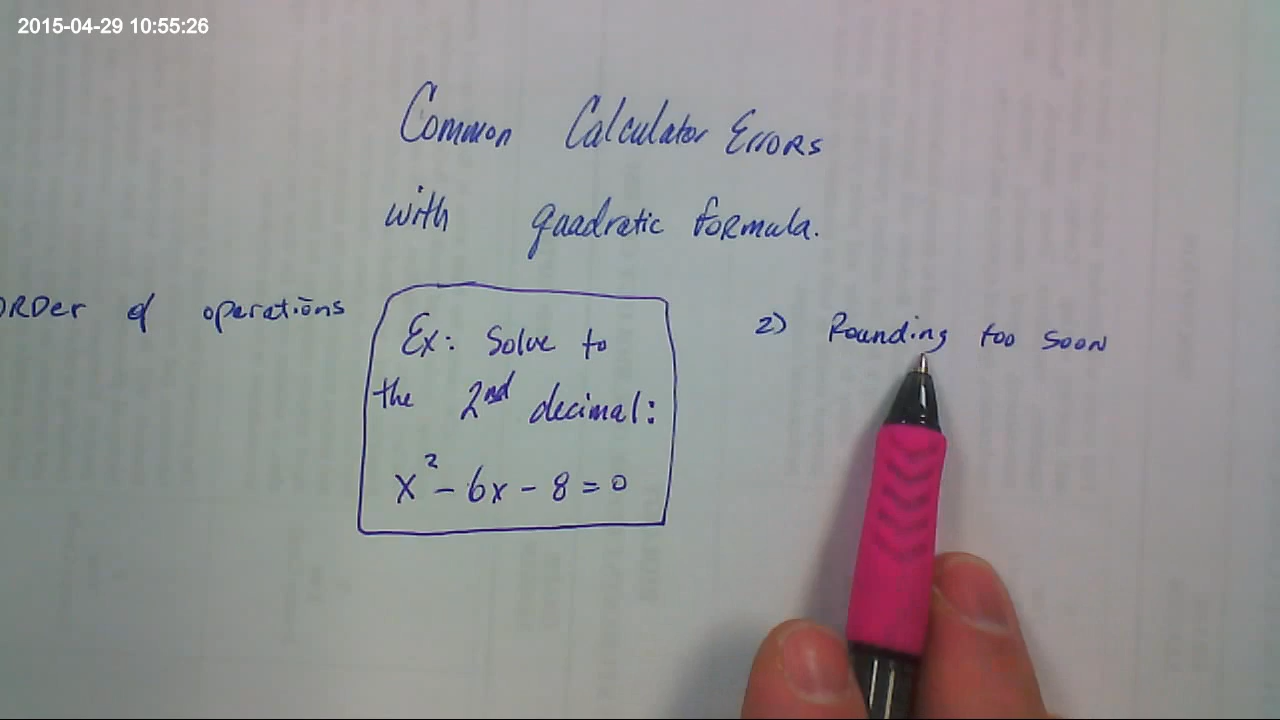 2015-04-29 10:55:26
Common Calculator Errors
with quadratic formula.
ORDer of operations
Ex: Solve to
the 2nd decimal:
x² - 6x - 8 = 0
2) Rounding too soon